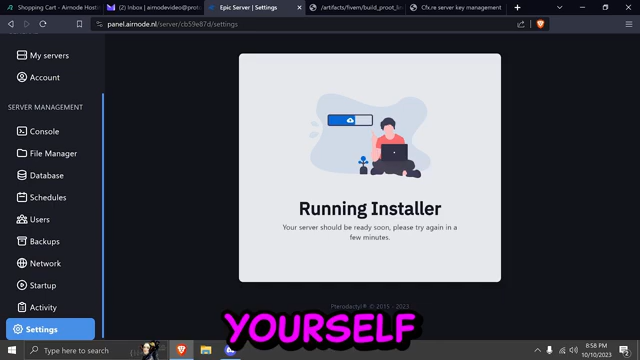 Shopping Cart - Airnode Host
(2) Inbox | airnodevideo@prot
Epic Server | Settings
/artifacts/fivem/build_proot_lin
Cfx.re server key management
panel.airnode.nl/server/cb59e87d/settings
My servers
Account
SERVER MANAGEMENT
Console
File Manager
Database
Schedules
Users
Backups
Network
Startup
Activity
Settings
Running Installer
Your server should be ready soon, please try again in a
few minutes.
Pterodactyl® © 2015 - 2023
YOURSELF
Type here to search
8:58 PM
10/10/2023